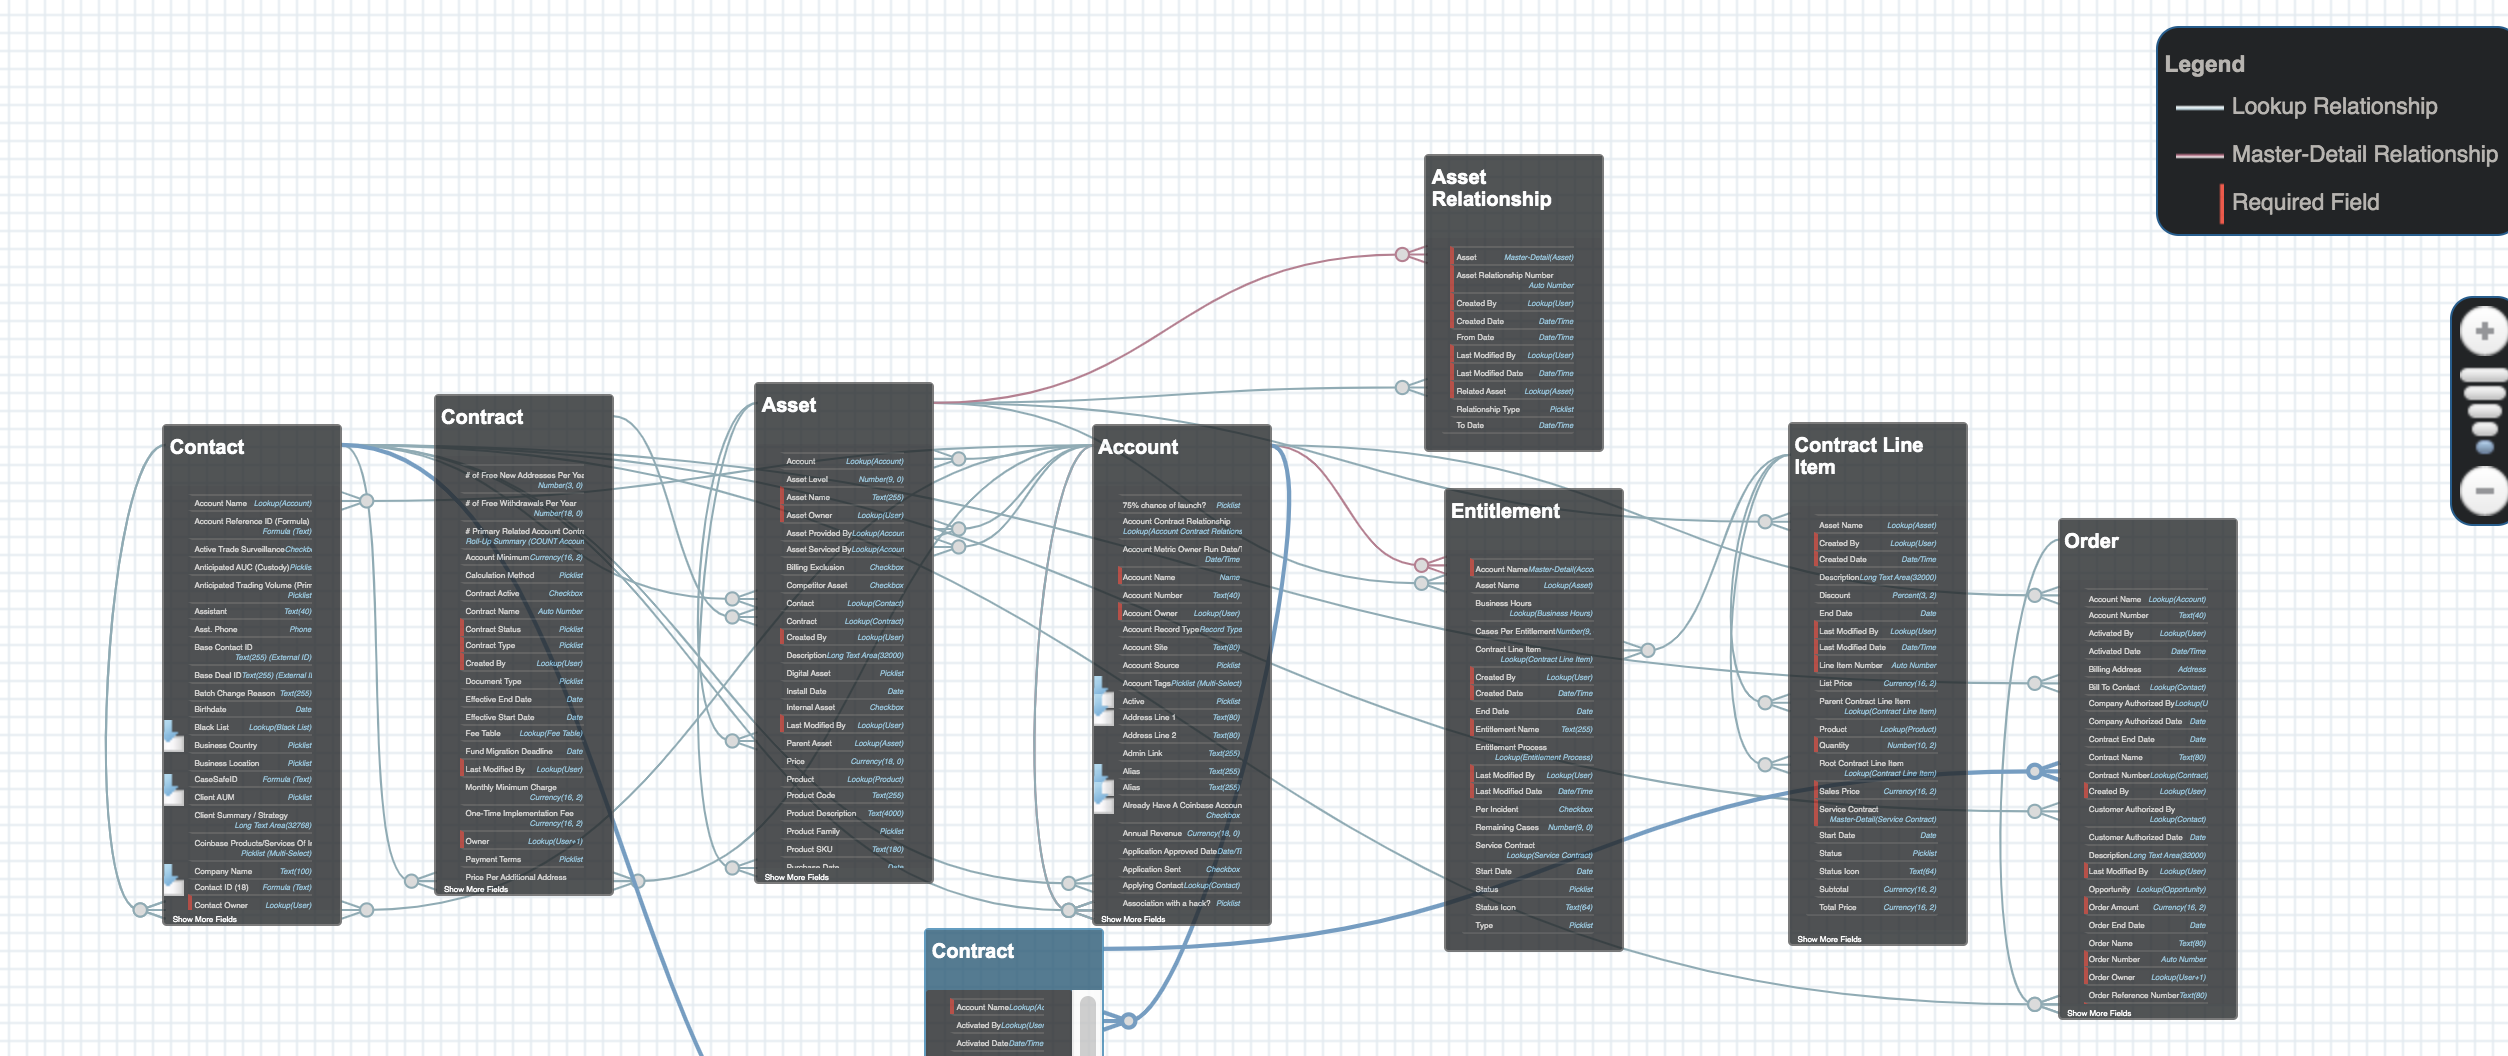 Legend
Lookup Relationship
Master-Detail Relationship
Required Field
Asset
Relationship
Asset Master-Detail(Asset)
Asset Relationship Number
Auto Number
Created By Lookup(User)
Created Date Date/Time
From Date Date/Time
Last Modified By Lookup(User)
Last Modified Date Date/Time
Related Asset Lookup(Asset)
Relationship Type Picklist
To Date Date/Time
Contact
Account Name Lookup(Account)
Account Reference ID (Formula)
Formula (Text)
Active Trade Surveillance Checkb
Anticipated AUC (Custody) Picklis
Anticipated Trading Volume (Prim
Picklist
Assistant Text(40)
Asst. Phone Phone
Base Contact ID
Text(255) (External ID)
Base Deal ID Text(255) (External I
Batch Change Reason Text(255)
Birthdate Date
Black List Lookup(Black List)
Business Country Picklist
Business Location Picklist
CaseSafeID Formula (Text)
Client AUM Picklist
Client Summary / Strategy
Long Text Area(32768)
Coinbase Products/Services Of In
Picklist (Multi-Select)
Company Name Text(100)
Contact ID (18) Formula (Text)
Contact Owner Lookup(User)
Show More Fields
Contract
# of Free New Addresses Per Yea
Number(3, 0)
# of Free Withdrawals Per Year
Number(18, 0)
# Primary Related Account Contra
Roll-Up Summary (COUNT Accoun
Account Minimum Currency(16, 2)
Calculation Method Picklist
Contract Active Checkbox
Contract Name Auto Number
Contract Status Picklist
Contract Type Picklist
Created By Lookup(User)
Document Type Picklist
Effective End Date Date
Effective Start Date Date
Fee Table Lookup(Fee Table)
Fund Migration Deadline Date
Last Modified By Lookup(User)
Monthly Minimum Charge
Currency(16, 2)
One-Time Implementation Fee
Currency(16, 2)
Owner Lookup(User+1)
Payment Terms Picklist
Price Per Additional Address
Show More Fields
Asset
Account Lookup(Account)
Asset Level Number(9, 0)
Asset Name Text(255)
Asset Owner Lookup(User)
Asset Provided By Lookup(Accoun
Asset Serviced By Lookup(Accoun
Billing Exclusion Checkbox
Competitor Asset Checkbox
Contact Lookup(Contact)
Contract Lookup(Contract)
Created By Lookup(User)
Description Long Text Area(32000)
Digital Asset Picklist
Install Date Date
Internal Asset Checkbox
Last Modified By Lookup(User)
Parent Asset Lookup(Asset)
Price Currency(18, 0)
Product Lookup(Product)
Product Code Text(255)
Product Description Text(4000)
Product Family Picklist
Product SKU Text(180)
Purchase Date Date
Show More Fields
Account
75% chance of launch? Picklist
Account Contract Relationship
Lookup(Account Contract Relations
Account Metric Owner Run Date/T
Date/Time
Account Name Name
Account Number Text(40)
Account Owner Lookup(User)
Account Record Type Record Type
Account Site Text(80)
Account Source Picklist
Account Tags Picklist (Multi-Select)
Active Picklist
Address Line 1 Text(80)
Address Line 2 Text(80)
Admin Link Text(255)
Alias Text(255)
Alias Text(255)
Already Have A Coinbase Accoun
Checkbox
Annual Revenue Currency(18, 0)
Application Approved Date Date/Ti
Application Sent Checkbox
Applying Contact Lookup(Contact)
Association with a hack? Picklist
Show More Fields
Contract
Account Name Lookup(Ac
Activated By Lookup(User
Activated Date Date/Time
Entitlement
Account Name Master-Detail(Acco
Asset Name Lookup(Asset)
Business Hours
Lookup(Business Hours)
Cases Per Entitlement Number(9,
Contract Line Item
Lookup(Contract Line Item)
Created By Lookup(User)
Created Date Date/Time
End Date Date
Entitlement Name Text(255)
Entitlement Process
Lookup(Entitlement Process)
Last Modified By Lookup(User)
Last Modified Date Date/Time
Per Incident Checkbox
Remaining Cases Number(9, 0)
Service Contract
Lookup(Service Contract)
Start Date Date
Status Picklist
Status Icon Text(64)
Type Picklist
Contract Line
Item
Asset Name Lookup(Asset)
Created By Lookup(User)
Created Date Date/Time
Description Long Text Area(32000)
Discount Percent(3, 2)
End Date Date
Last Modified By Lookup(User)
Last Modified Date Date/Time
Line Item Number Auto Number
List Price Currency(16, 2)
Parent Contract Line Item
Lookup(Contract Line Item)
Product Lookup(Product)
Quantity Number(10, 2)
Root Contract Line Item
Lookup(Contract Line Item)
Sales Price Currency(16, 2)
Service Contract
Master-Detail(Service Contract)
Start Date Date
Status Picklist
Status Icon Text(64)
Subtotal Currency(16, 2)
Total Price Currency(16, 2)
Show More Fields
Order
Account Name Lookup(Account)
Account Number Text(40)
Activated By Lookup(User)
Activated Date Date/Time
Billing Address Address
Bill To Contact Lookup(Contact)
Company Authorized By Lookup(U
Company Authorized Date Date
Contract End Date Date
Contract Name Text(80)
Contract Number Lookup(Contract)
Created By Lookup(User)
Customer Authorized By
Lookup(Contact)
Customer Authorized Date Date
Description Long Text Area(32000)
Last Modified By Lookup(User)
Opportunity Lookup(Opportunity)
Order Amount Currency(16, 2)
Order End Date Date
Order Name Text(80)
Order Number Auto Number
Order Owner Lookup(User+1)
Order Reference Number Text(80)
Show More Fields